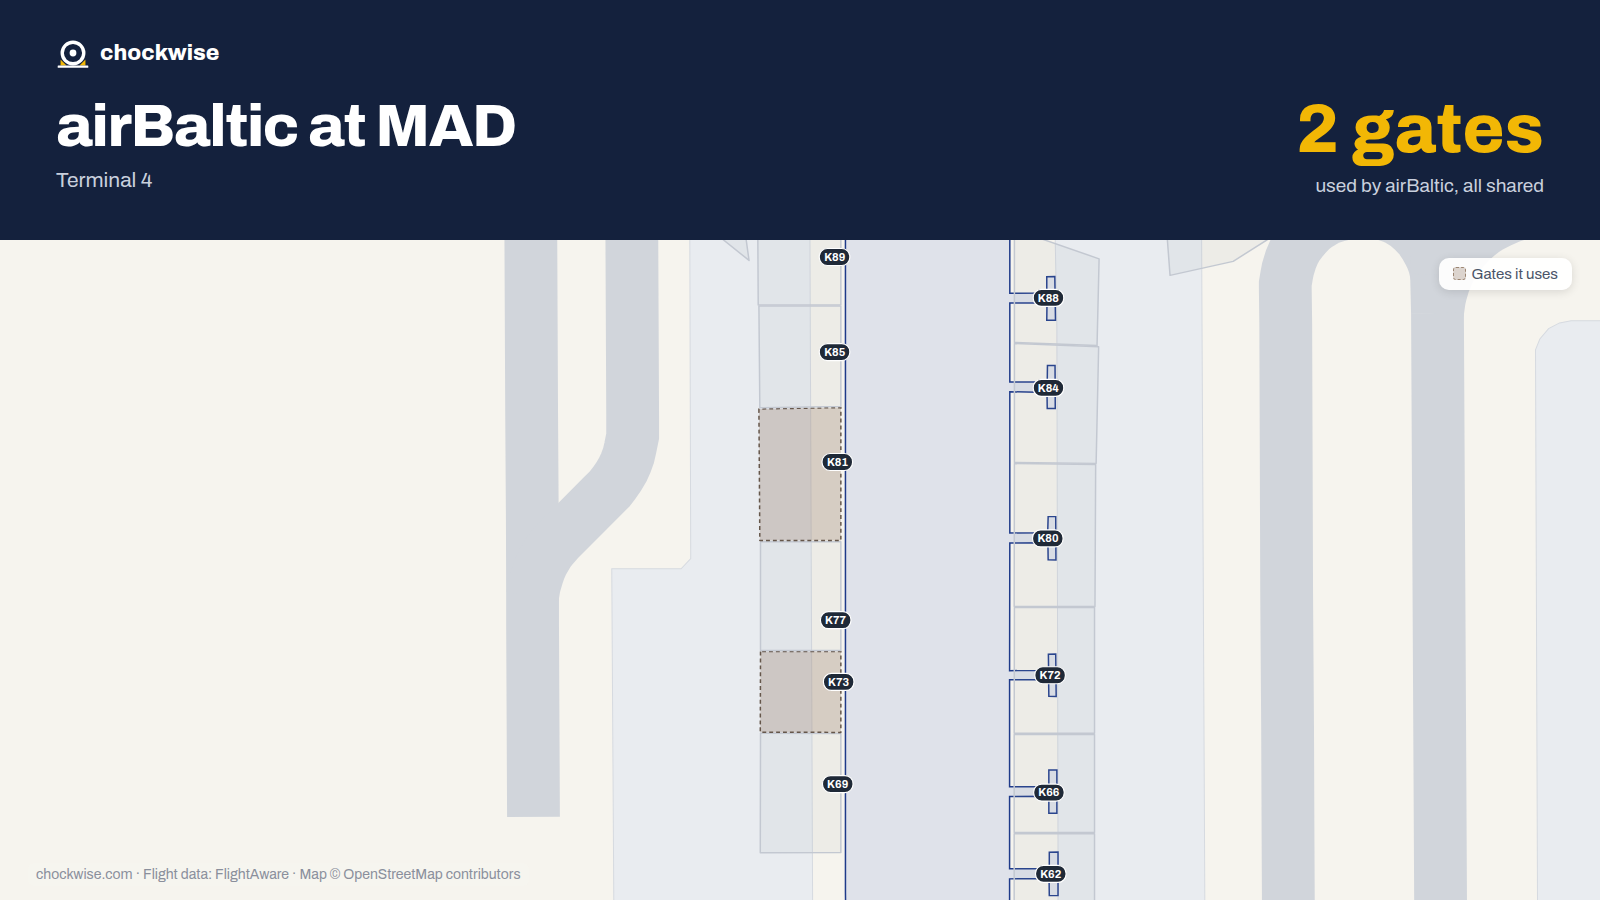 chockwise
airBaltic at MAD
Terminal 4
2 gates
used by airBaltic, all shared
Gates it uses
K89
K88
K85
K84
K81
K80
K77
K72
K73
K69
K66
K62
chockwise.com · Flight data: FlightAware · Map © OpenStreetMap contributors